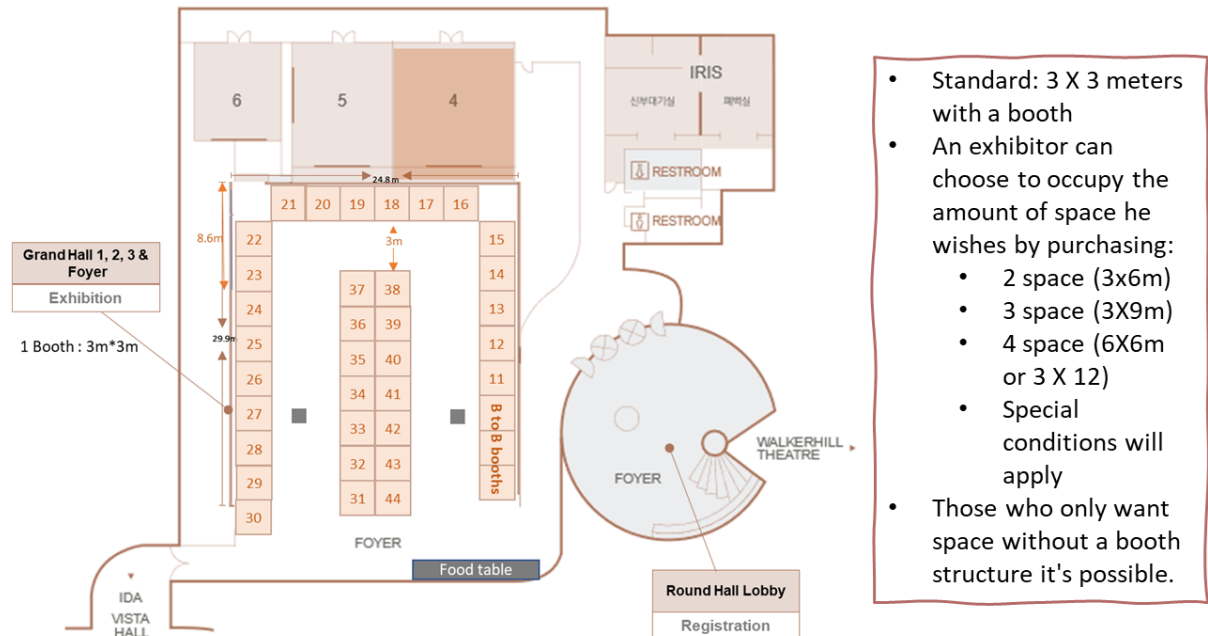 6
5
4
IRIS
신부대기실
폐백실
RESTROOM
RESTROOM
24.8m
21 20 19 18 17 16
8.6m
3m
22
23
24
25
26
27
28
29
30
29.9m
15
14
13
12
11
B to B booths
37 38
36 39
35 40
34 41
33 42
32 43
31 44
Grand Hall 1, 2, 3 &
Foyer
Exhibition
1 Booth : 3m*3m
FOYER
Food table
IDA
VISTA
HALL
FOYER
WALKERHILL
THEATRE
Round Hall Lobby
Registration
• Standard: 3 X 3 meters
with a booth
• An exhibitor can
choose to occupy the
amount of space he
wishes by purchasing:
• 2 space (3x6m)
• 3 space (3X9m)
• 4 space (6X6m
or 3 X 12)
• Special
conditions will
apply
• Those who only want
space without a booth
structure it's possible.